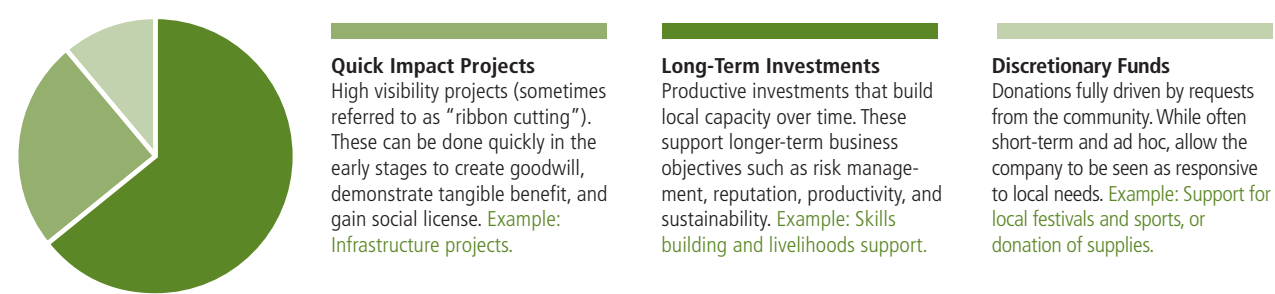 Quick Impact Projects
High visibility projects (sometimes
referred to as “ribbon cutting”).
These can be done quickly in the
early stages to create goodwill,
demonstrate tangible benefit, and
gain social license. Example:
Infrastructure projects.
Long-Term Investments
Productive investments that build
local capacity over time. These
support longer-term business
objectives such as risk manage-
ment, reputation, productivity, and
sustainability. Example: Skills
building and livelihoods support.
Discretionary Funds
Donations fully driven by requests
from the community. While often
short-term and ad hoc, allow the
company to be seen as responsive
to local needs. Example: Support for
local festivals and sports, or
donation of supplies.